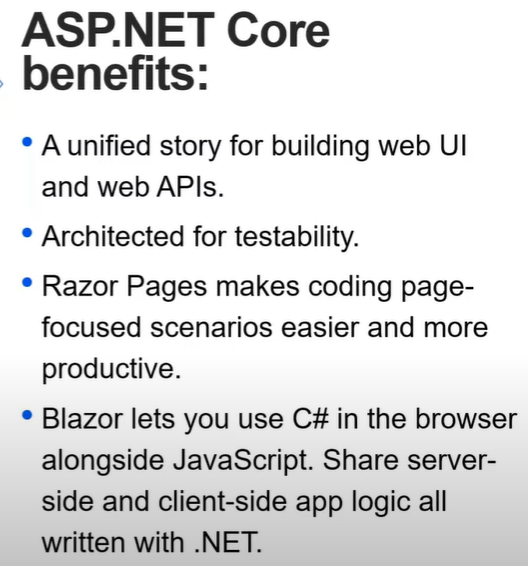 ASP.NET Core
benefits:
• A unified story for building web UI
and web APIs.
• Architected for testability.
• Razor Pages makes coding page-
focused scenarios easier and more
productive.
• Blazor lets you use C# in the browser
alongside JavaScript. Share server-
side and client-side app logic all
written with .NET.